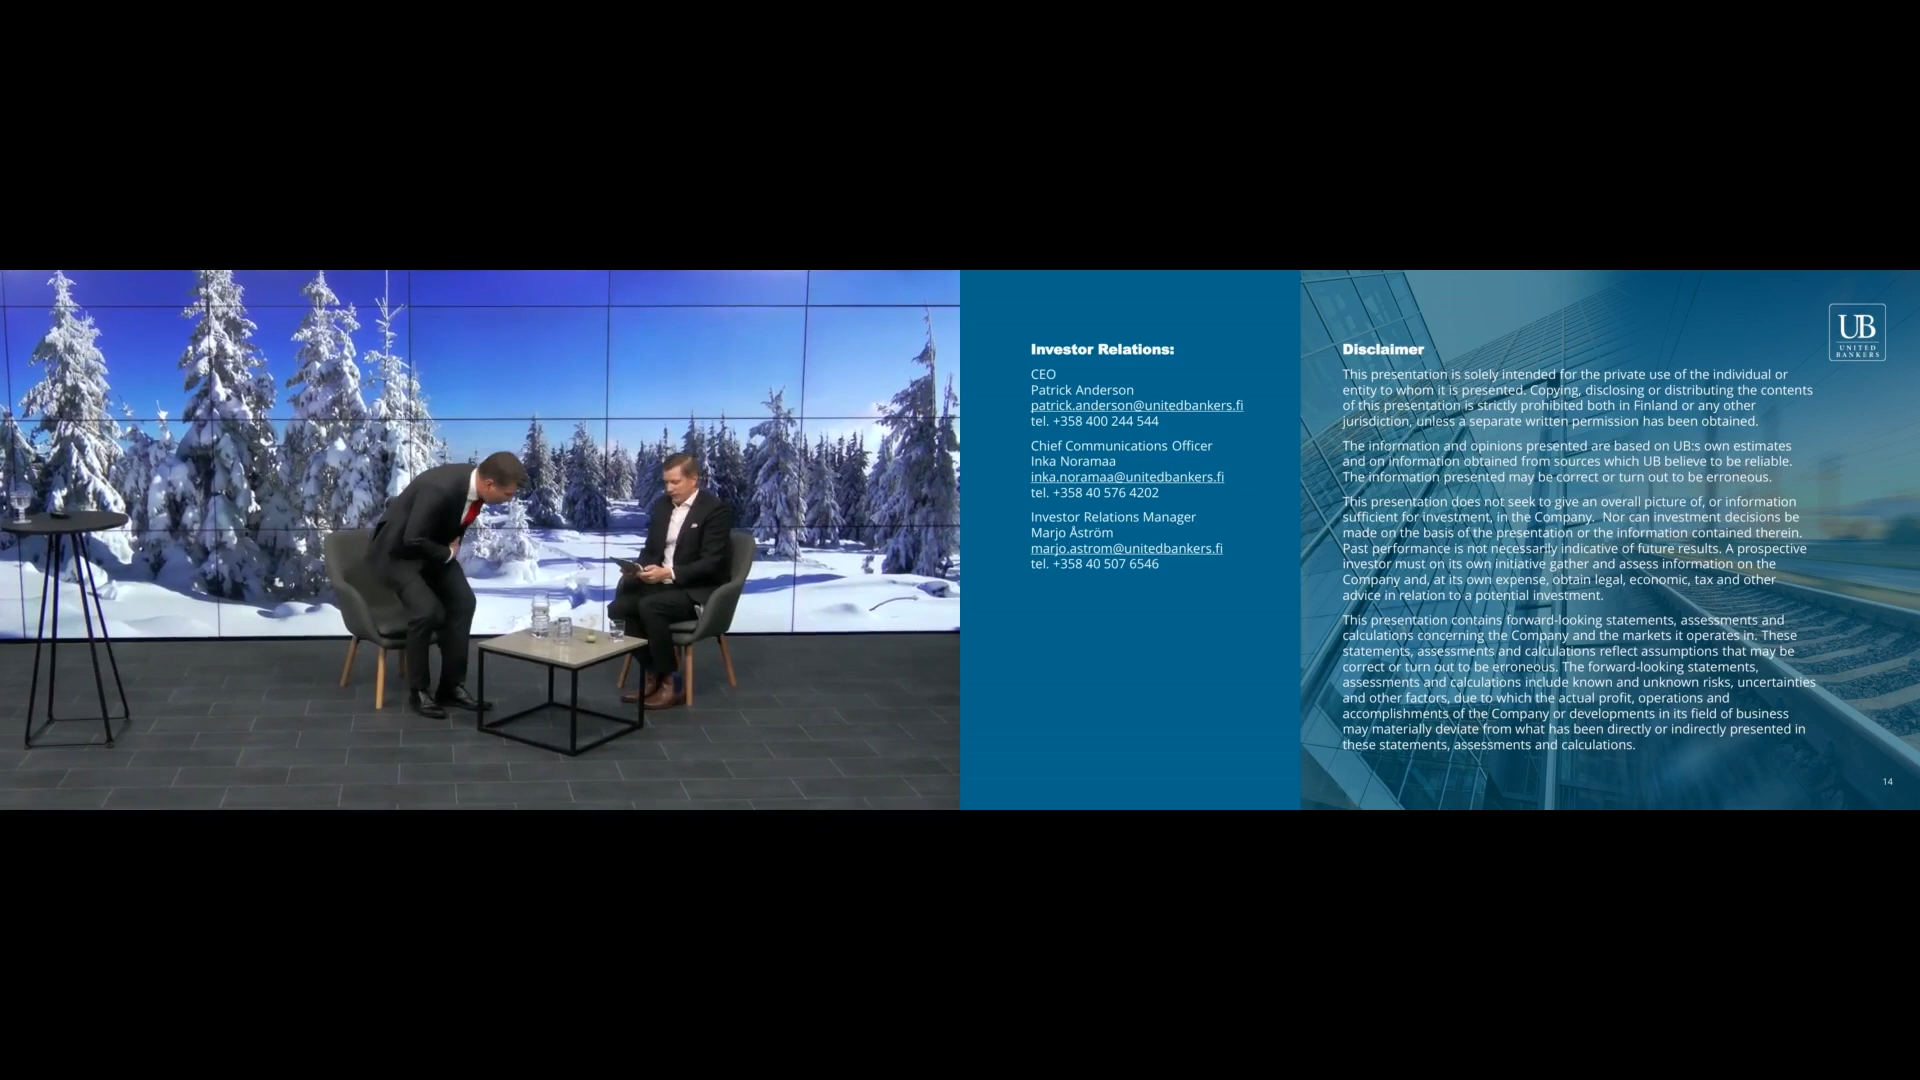 Investor Relations:
CEO
Patrick Anderson
patrick.anderson@unitedbankers.fi
tel. +358 400 244 544
Chief Communications Officer
Inka Noramaa
inka.noramaa@unitedbankers.fi
tel. +358 40 576 4202
Investor Relations Manager
Marjo Åström
marjo.astrom@unitedbankers.fi
tel. +358 40 507 6546
Disclaimer
This presentation is solely intended for the private use of the individual or
entity to whom it is presented. Copying, disclosing or distributing the contents
of this presentation is strictly prohibited both in Finland or any other
jurisdiction, unless a separate written permission has been obtained.
The information and opinions presented are based on UB:s own estimates
and on information obtained from sources which UB believe to be reliable.
The information presented may be correct or turn out to be erroneous.
This presentation does not seek to give an overall picture of, or information
sufficient for investment, in the Company.  Nor can investment decisions be
made on the basis of the presentation or the information contained therein.
Past performance is not necessarily indicative of future results. A prospective
investor must on its own initiative gather and assess information on the
Company and, at its own expense, obtain legal, economic, tax and other
advice in relation to a potential investment.
This presentation contains forward-looking statements, assessments and
calculations concerning the Company and the markets it operates in. These
statements, assessments and calculations reflect assumptions that may be
correct or turn out to be erroneous. The forward-looking statements,
assessments and calculations include known and unknown risks, uncertainties
and other factors, due to which the actual profit, operations and
accomplishments of the Company or developments in its field of business
may materially deviate from what has been directly or indirectly presented in
these statements, assessments and calculations.
UB
UNITED
BANKERS
14